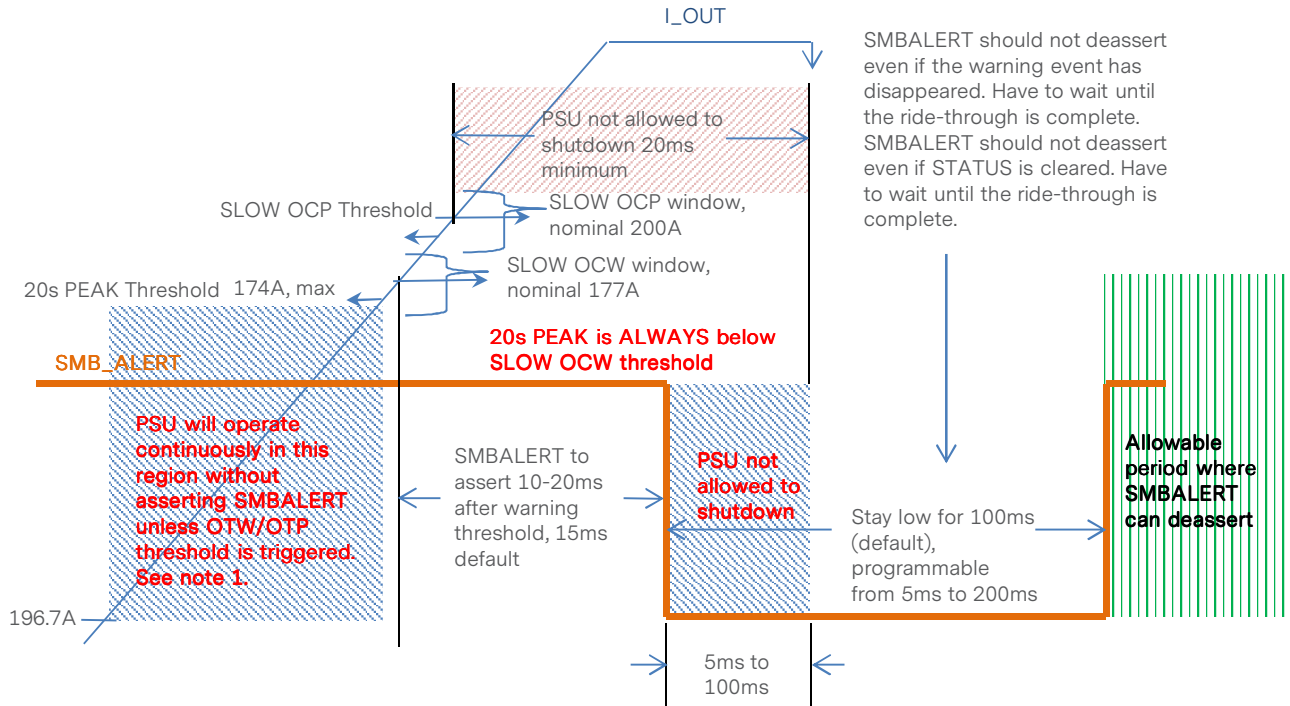 I_OUT
SMBALERT should not deassert
even if the warning event has
disappeared. Have to wait until
the ride-through is complete.
SMBALERT should not deassert
even if STATUS is cleared. Have
to wait until the ride-through is
complete.
PSU not allowed to
shutdown 20ms
minimum
SLOW OCP Threshold
SLOW OCP window,
nominal 200A
SLOW OCW window,
nominal 177A
20s PEAK Threshold 174A, max
20s PEAK is ALWAYS below
SLOW OCW threshold
SMB_ALERT
PSU will operate
continuously in this
region without
asserting SMBALERT
unless OTW/OTP
threshold is triggered.
See note 1.
SMBALERT to
assert 10-20ms
after warning
threshold, 15ms
default
PSU not
allowed to
shutdown
Stay low for 100ms
(default),
programmable
from 5ms to 200ms
Allowable
period where
SMBALERT
can deassert
196.7A
5ms to
100ms